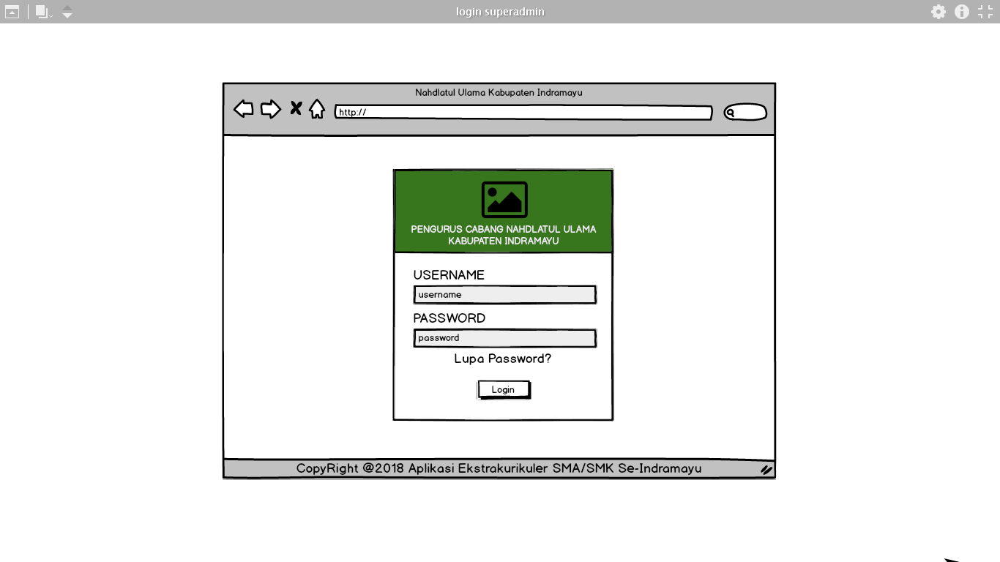 login superadmin
Nahdlatul Ulama Kabupaten Indramayu
http://
PENGURUS CABANG NAHDLATUL ULAMA
KABUPATEN INDRAMAYU
USERNAME
username
PASSWORD
password
Lupa Password?
Login
CopyRight @2018 Aplikasi Ekstrakurikuler SMA/SMK Se-Indramayu